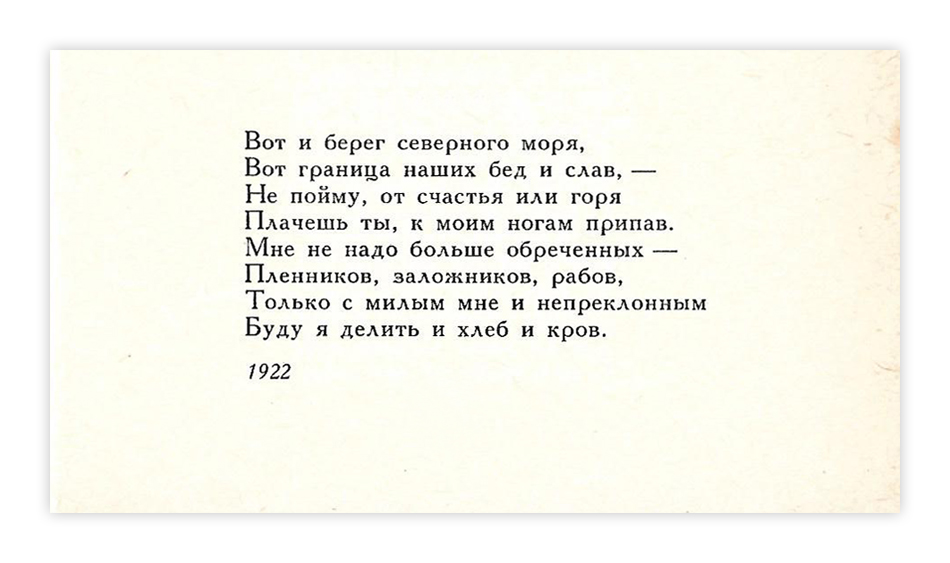 Вот и берег северного моря,
Вот граница наших бед и слав, —
Не пойму, от счастья или горя
Плачешь ты, к моим ногам припав.
Мне не надо больше обреченных —
Пленников, заложников, рабов,
Только с милым мне и непреклонным
Буду я делить и хлеб и кров.
1922